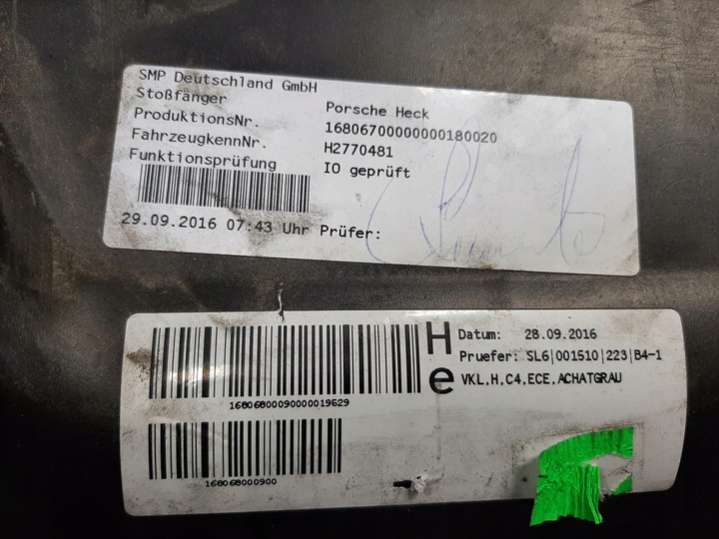 SMP Deutschland GmbH
Stoßfänger Porsche Heck
ProduktionsNr. 16806700000000180020
FahrzeugkennNr. H2770481
Funktionsprüfung IO geprüft
29.09.2016 07:43 Uhr Prüfer:
H Datum: 28.09.2016
Pruefer: SL6|001510|223|B4-1
e VKL.H.C4.ECE.ACHATGRAU
16806800090000019629
168068000900